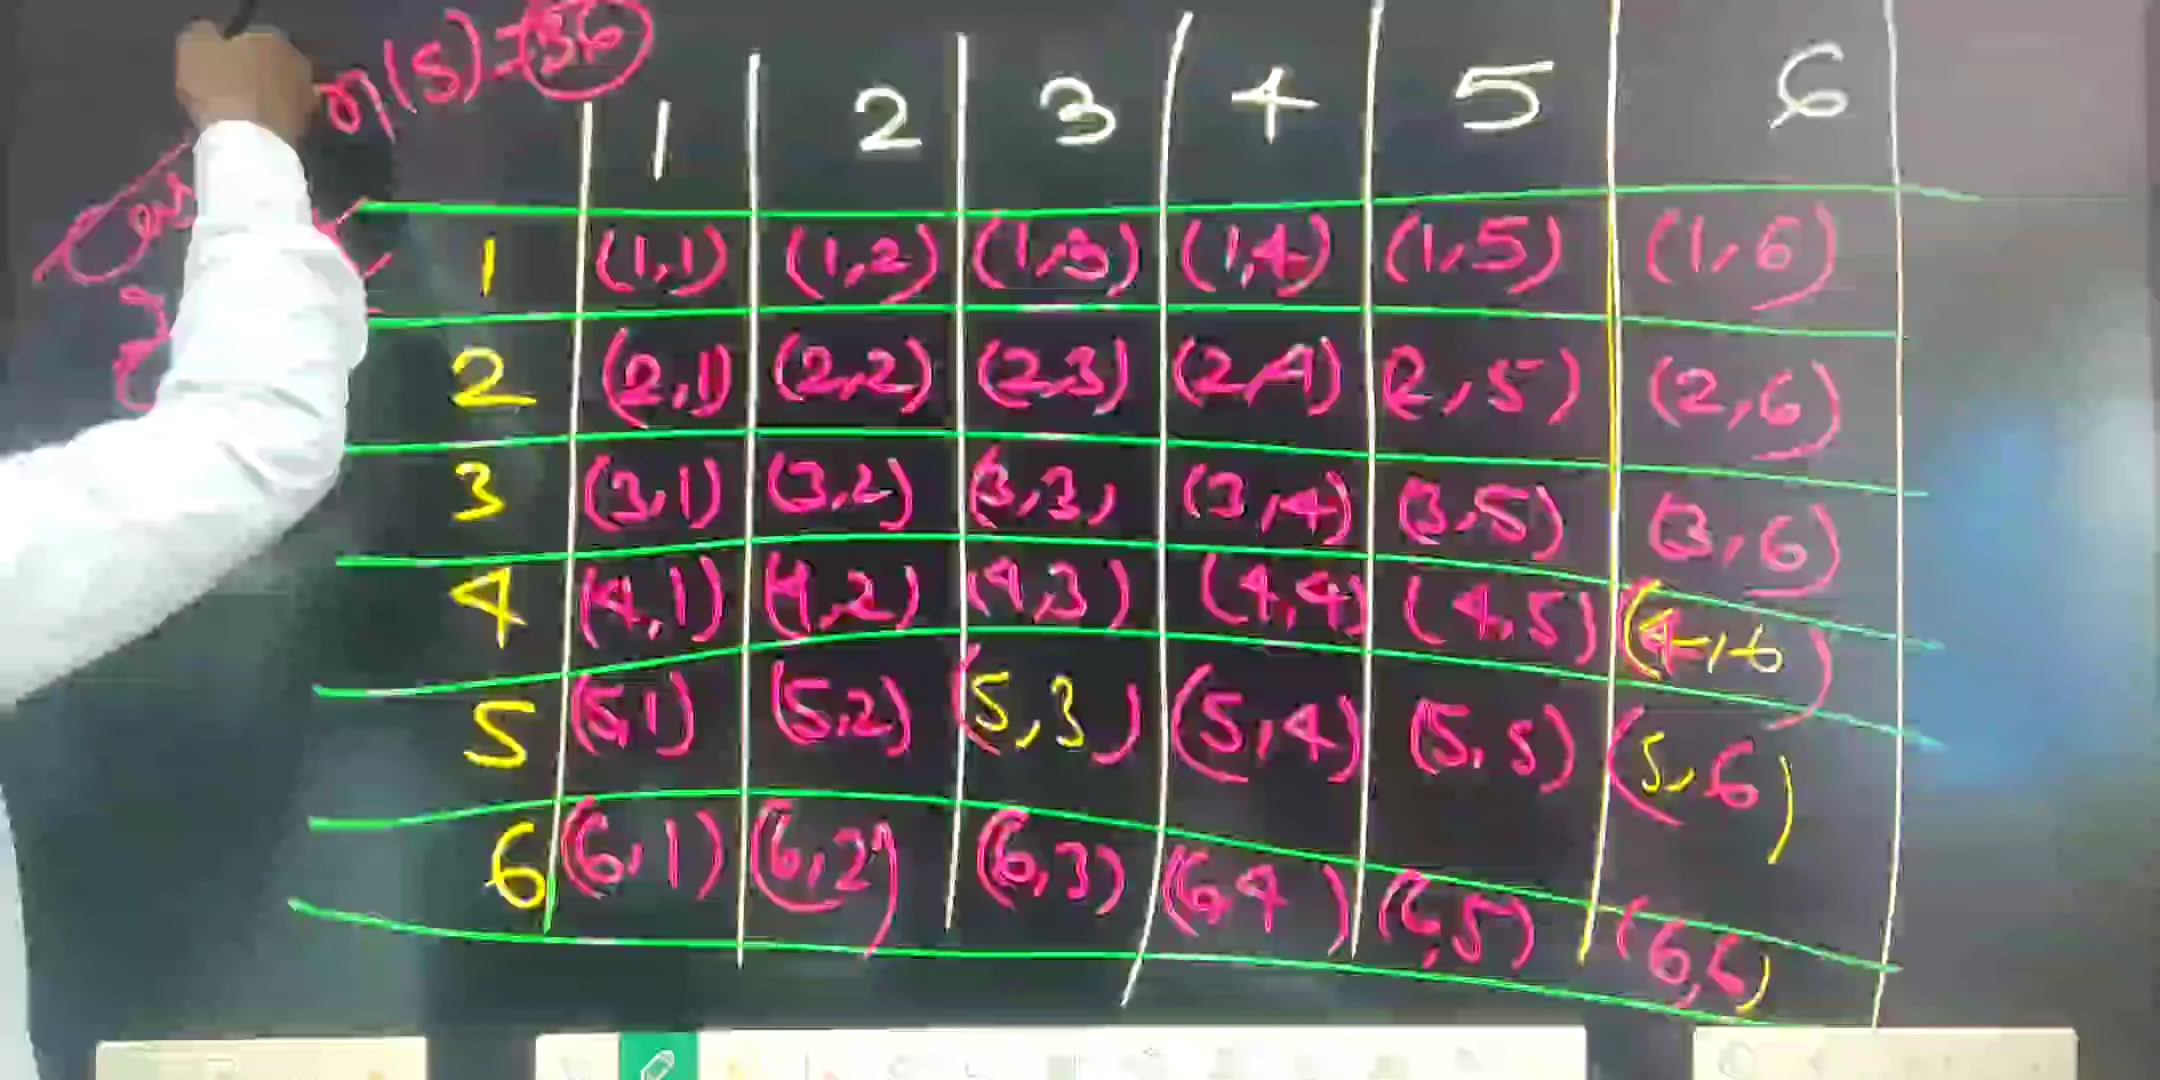 n(S)=36
1 2 3 4 5 6
1 (1,1) (1,2) (1,3) (1,4) (1,5) (1,6)
2 (2,1) (2,2) (2,3) (2,4) (2,5) (2,6)
3 (3,1) (3,2) (3,3) (3,4) (3,5) (3,6)
4 (4,1) (4,2) (4,3) (4,4) (4,5) (4,6)
5 (5,1) (5,2) (5,3) (5,4) (5,5) (5,6)
6 (6,1) (6,2) (6,3) (6,4) (6,5) (6,6)